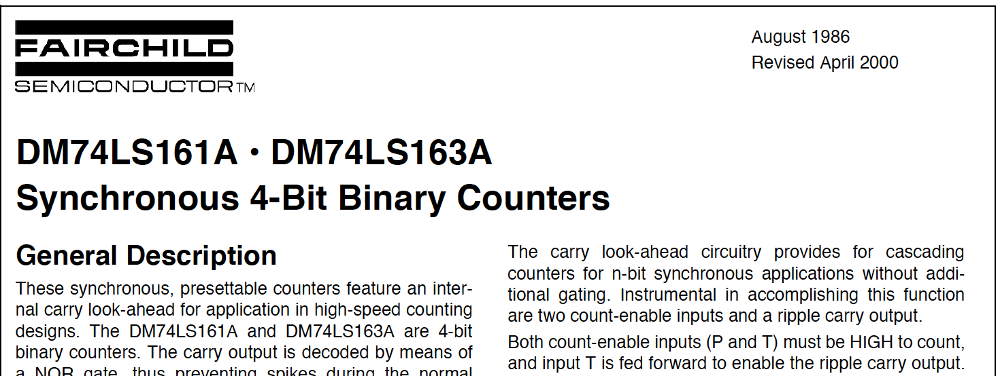 FAIRCHILD
SEMICONDUCTOR™
August 1986
Revised April 2000
DM74LS161A • DM74LS163A
Synchronous 4-Bit Binary Counters
General Description
These synchronous, presettable counters feature an inter-
nal carry look-ahead for application in high-speed counting
designs. The DM74LS161A and DM74LS163A are 4-bit
binary counters. The carry output is decoded by means of
a NOR gate, thus preventing spikes during the normal
The carry look-ahead circuitry provides for cascading
counters for n-bit synchronous applications without addi-
tional gating. Instrumental in accomplishing this function
are two count-enable inputs and a ripple carry output.
Both count-enable inputs (P and T) must be HIGH to count,
and input T is fed forward to enable the ripple carry output.